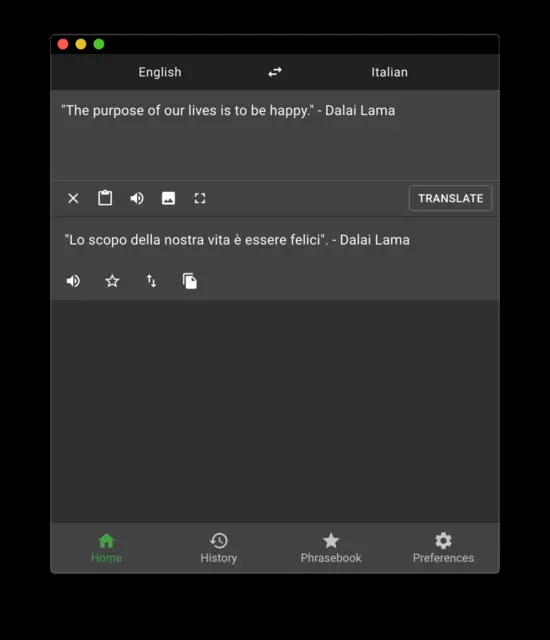 English
Italian
"The purpose of our lives is to be happy." - Dalai Lama
TRANSLATE
"Lo scopo della nostra vita è essere felici". - Dalai Lama
Home
History
Phrasebook
Preferences